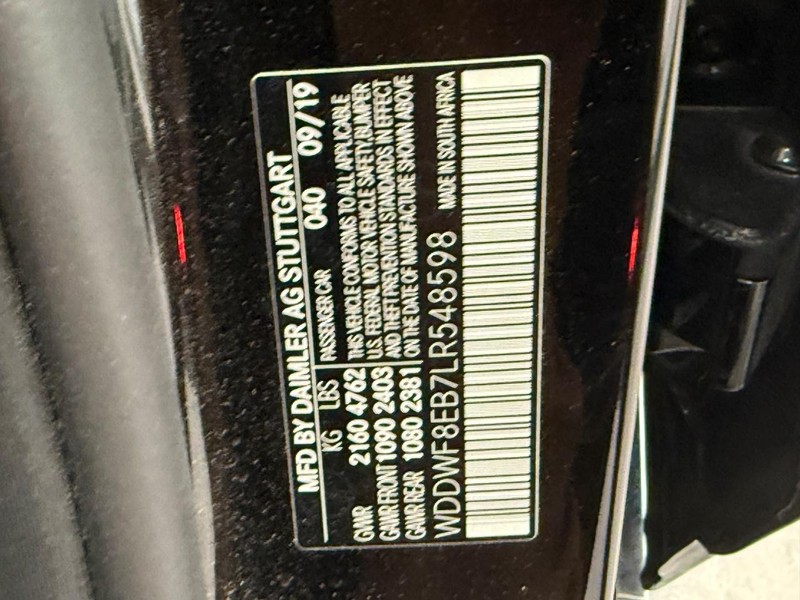 MFD BY DAIMLER AG STUTTGART
KG LBS PASSENGER CAR 040 09/19
GVWR 2160 4762 THIS VEHICLE CONFORMS TO ALL APPLICABLE
GAWR FRONT 1090 2403 U.S. FEDERAL MOTOR VEHICLE SAFETY, BUMPER
GAWR REAR 1080 2381 AND THEFT PREVENTION STANDARDS IN EFFECT
ON THE DATE OF MANUFACTURE SHOWN ABOVE
WDDWF8EB7LR548598 MADE IN SOUTH AFRICA